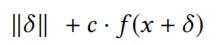 ‖δ‖ + c · f(x + δ)